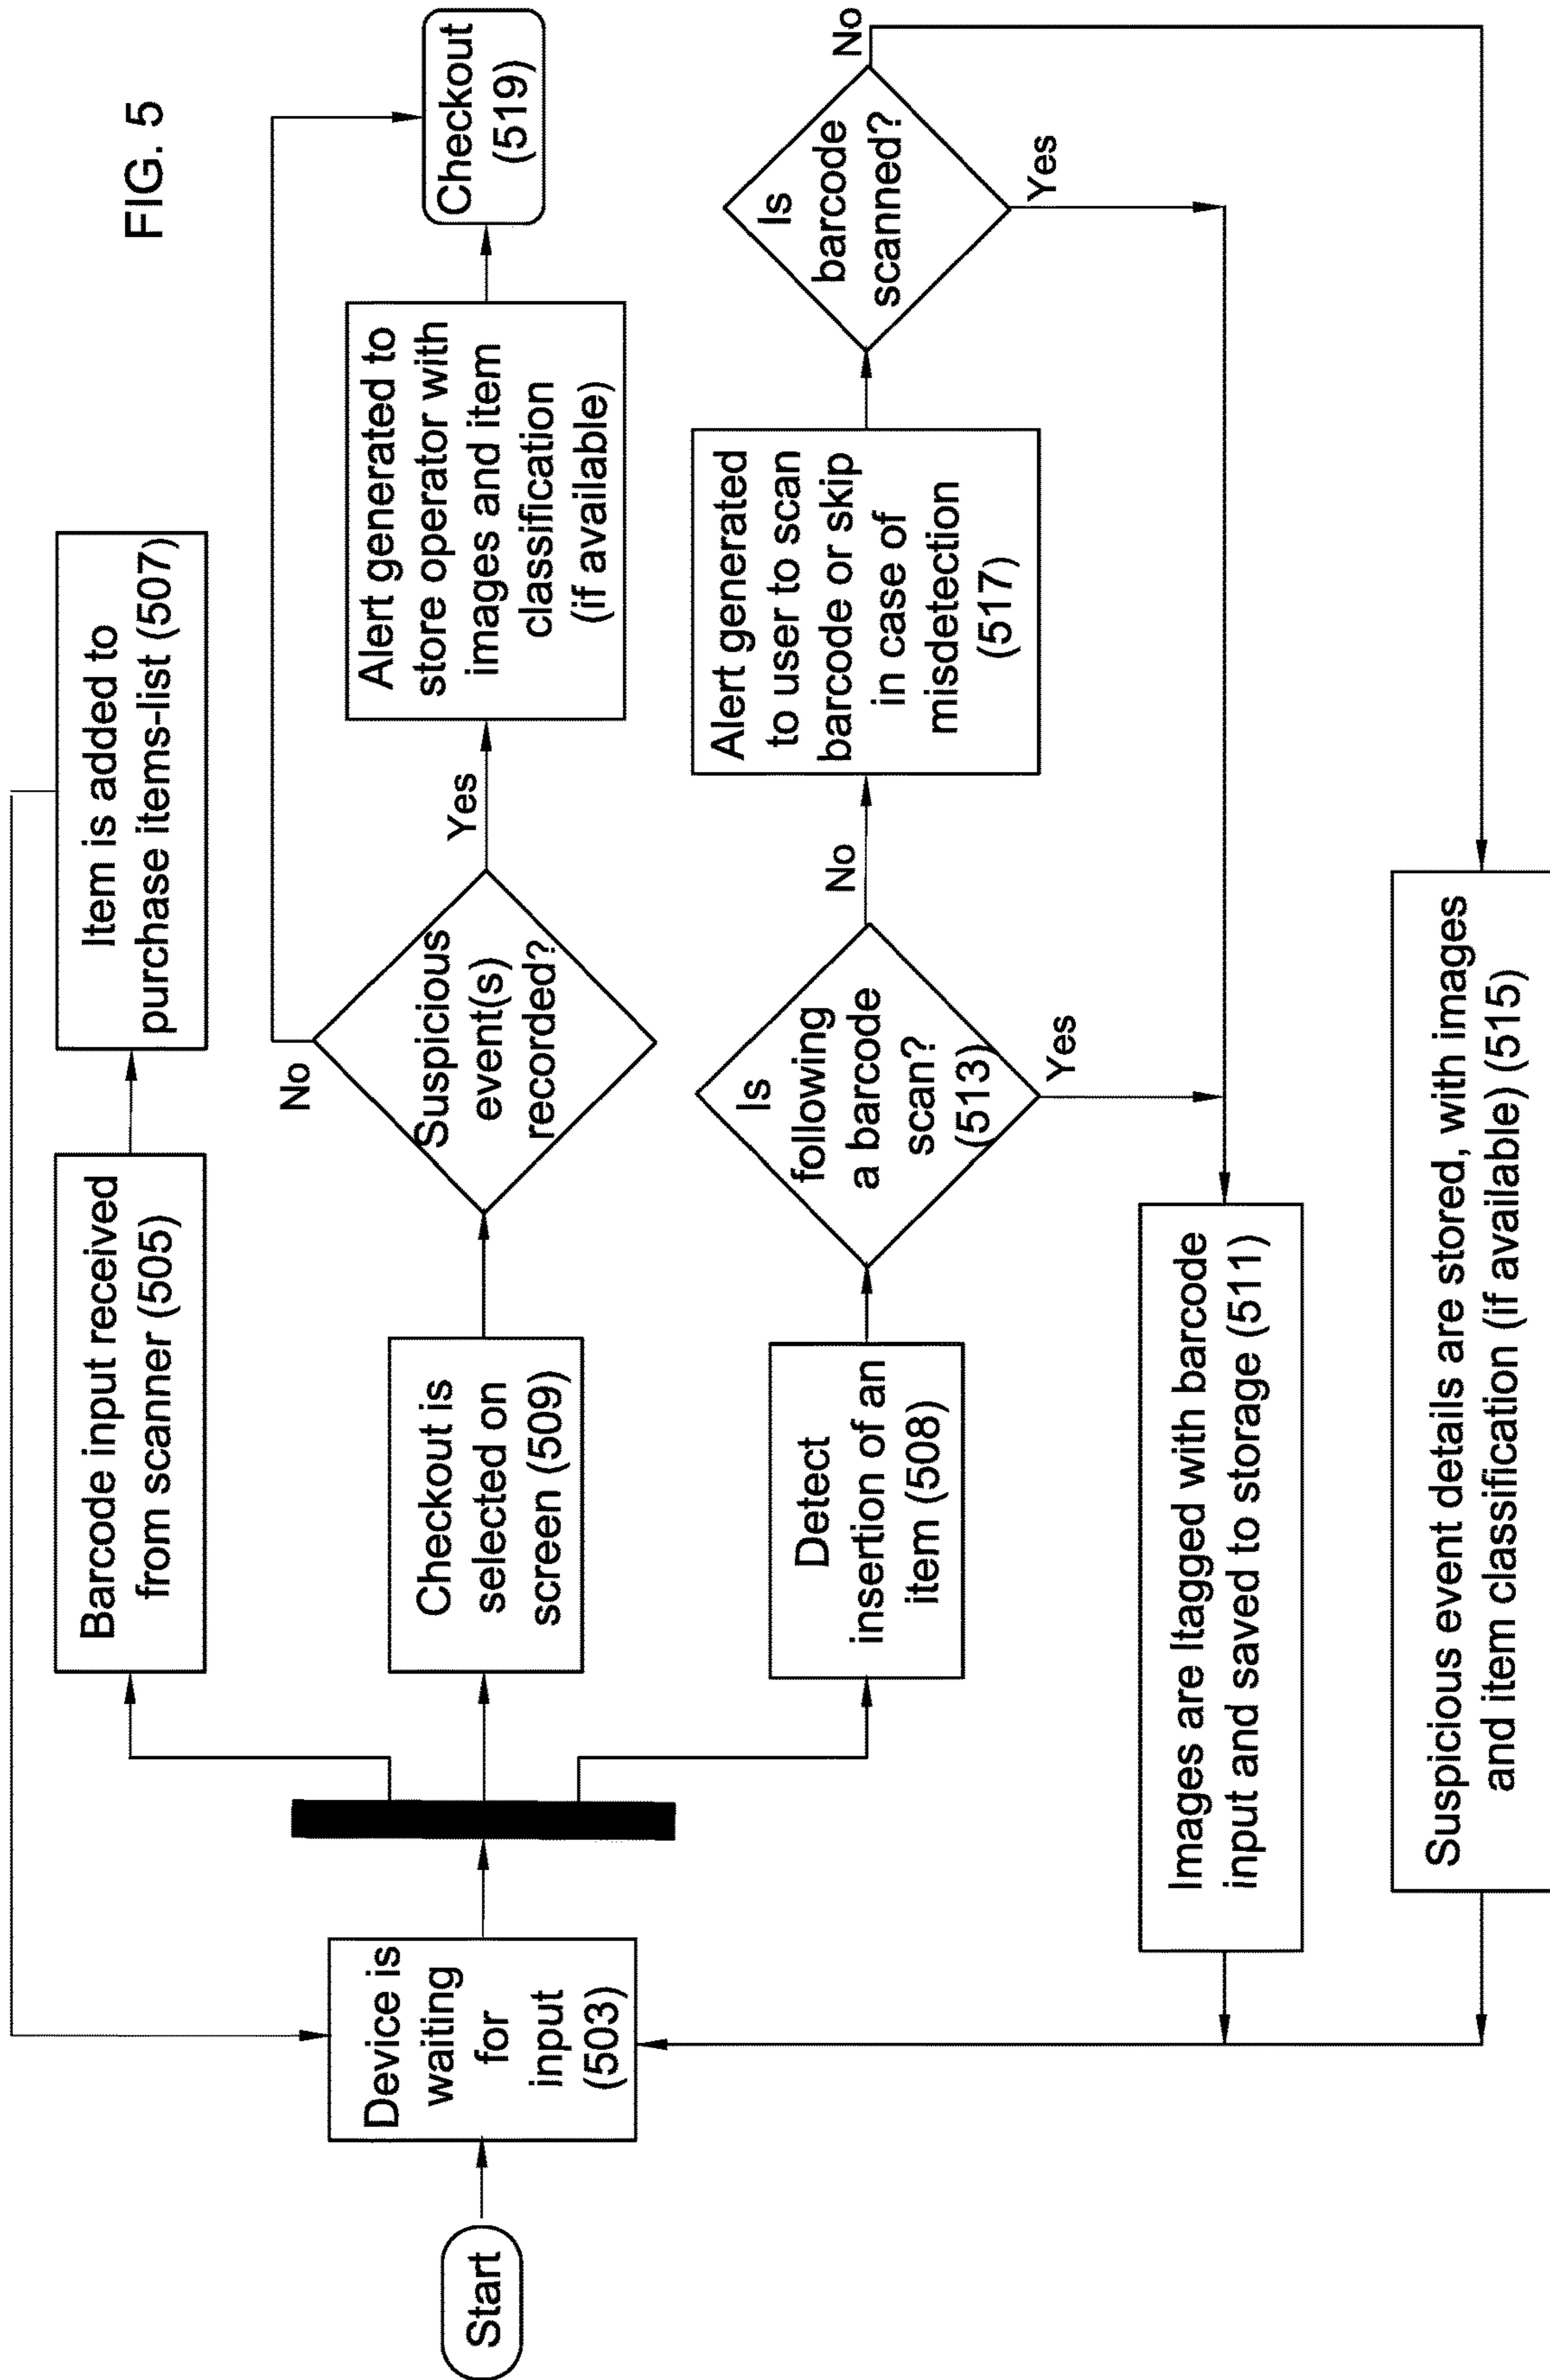 FIG. 5
Start
Device is
waiting
for
input
(503)
Barcode input received
from scanner (505)
Item is added to
purchase items-list (507)
Checkout is
selected on
screen (509)
Suspicious
event(s)
recorded?
No
Yes
Alert generated to
store operator with
images and item
classification
(if available)
Checkout
(519)
Detect
insertion of an
item (508)
Is
following
a barcode
scan?
(513)
No
Yes
Alert generated
to user to scan
barcode or skip
in case of
misdetection
(517)
Is
barcode
scanned?
No
Yes
Images are ltagged with barcode
input and saved to storage (511)
Suspicious event details are stored, with images
and item classification (if available) (515)